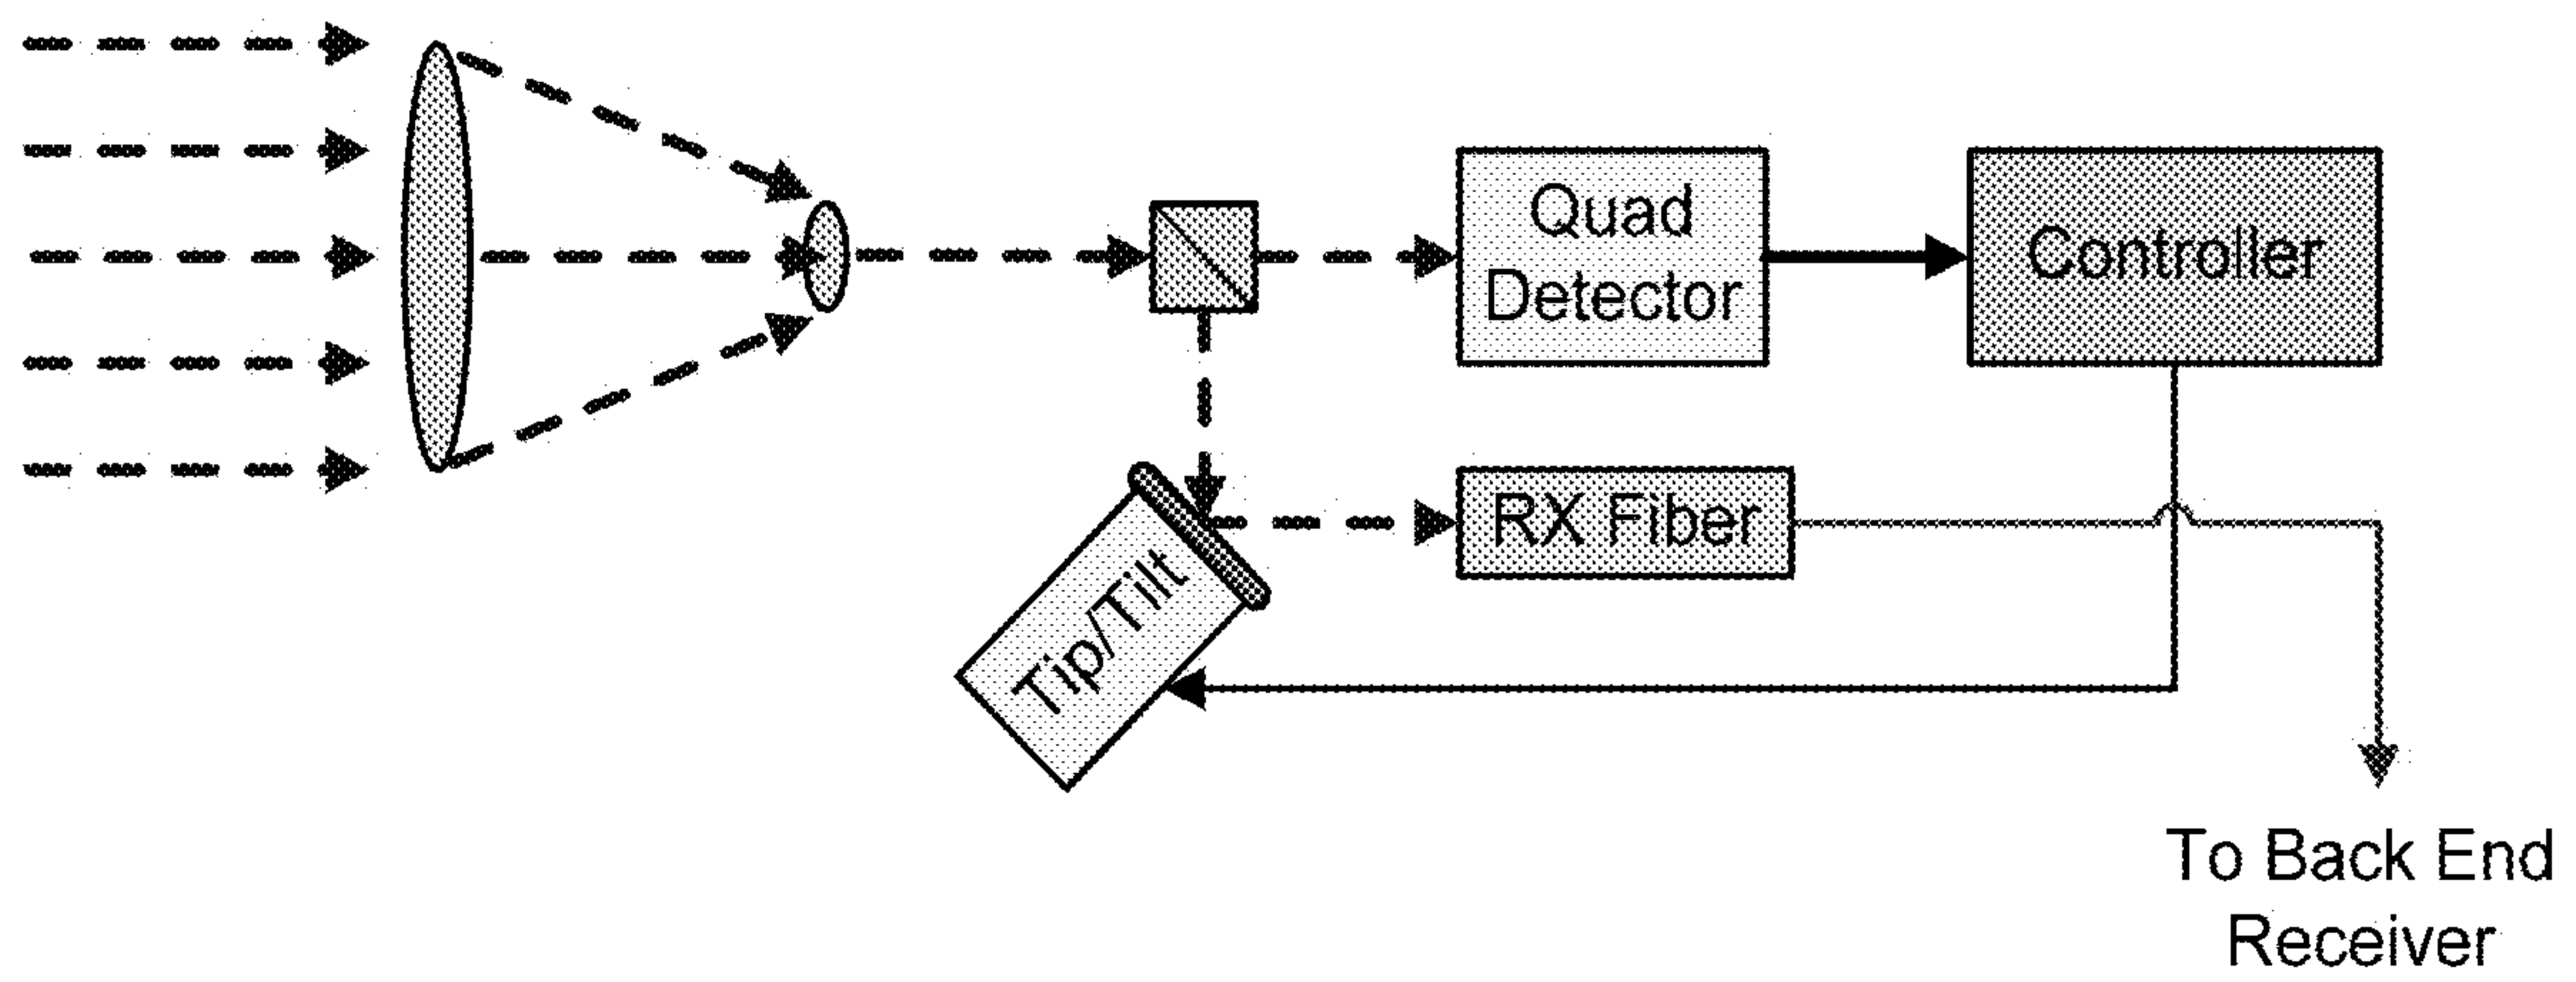 Quad
Detector
Controller
RX Fiber
Tip/Tilt
To Back End
Receiver